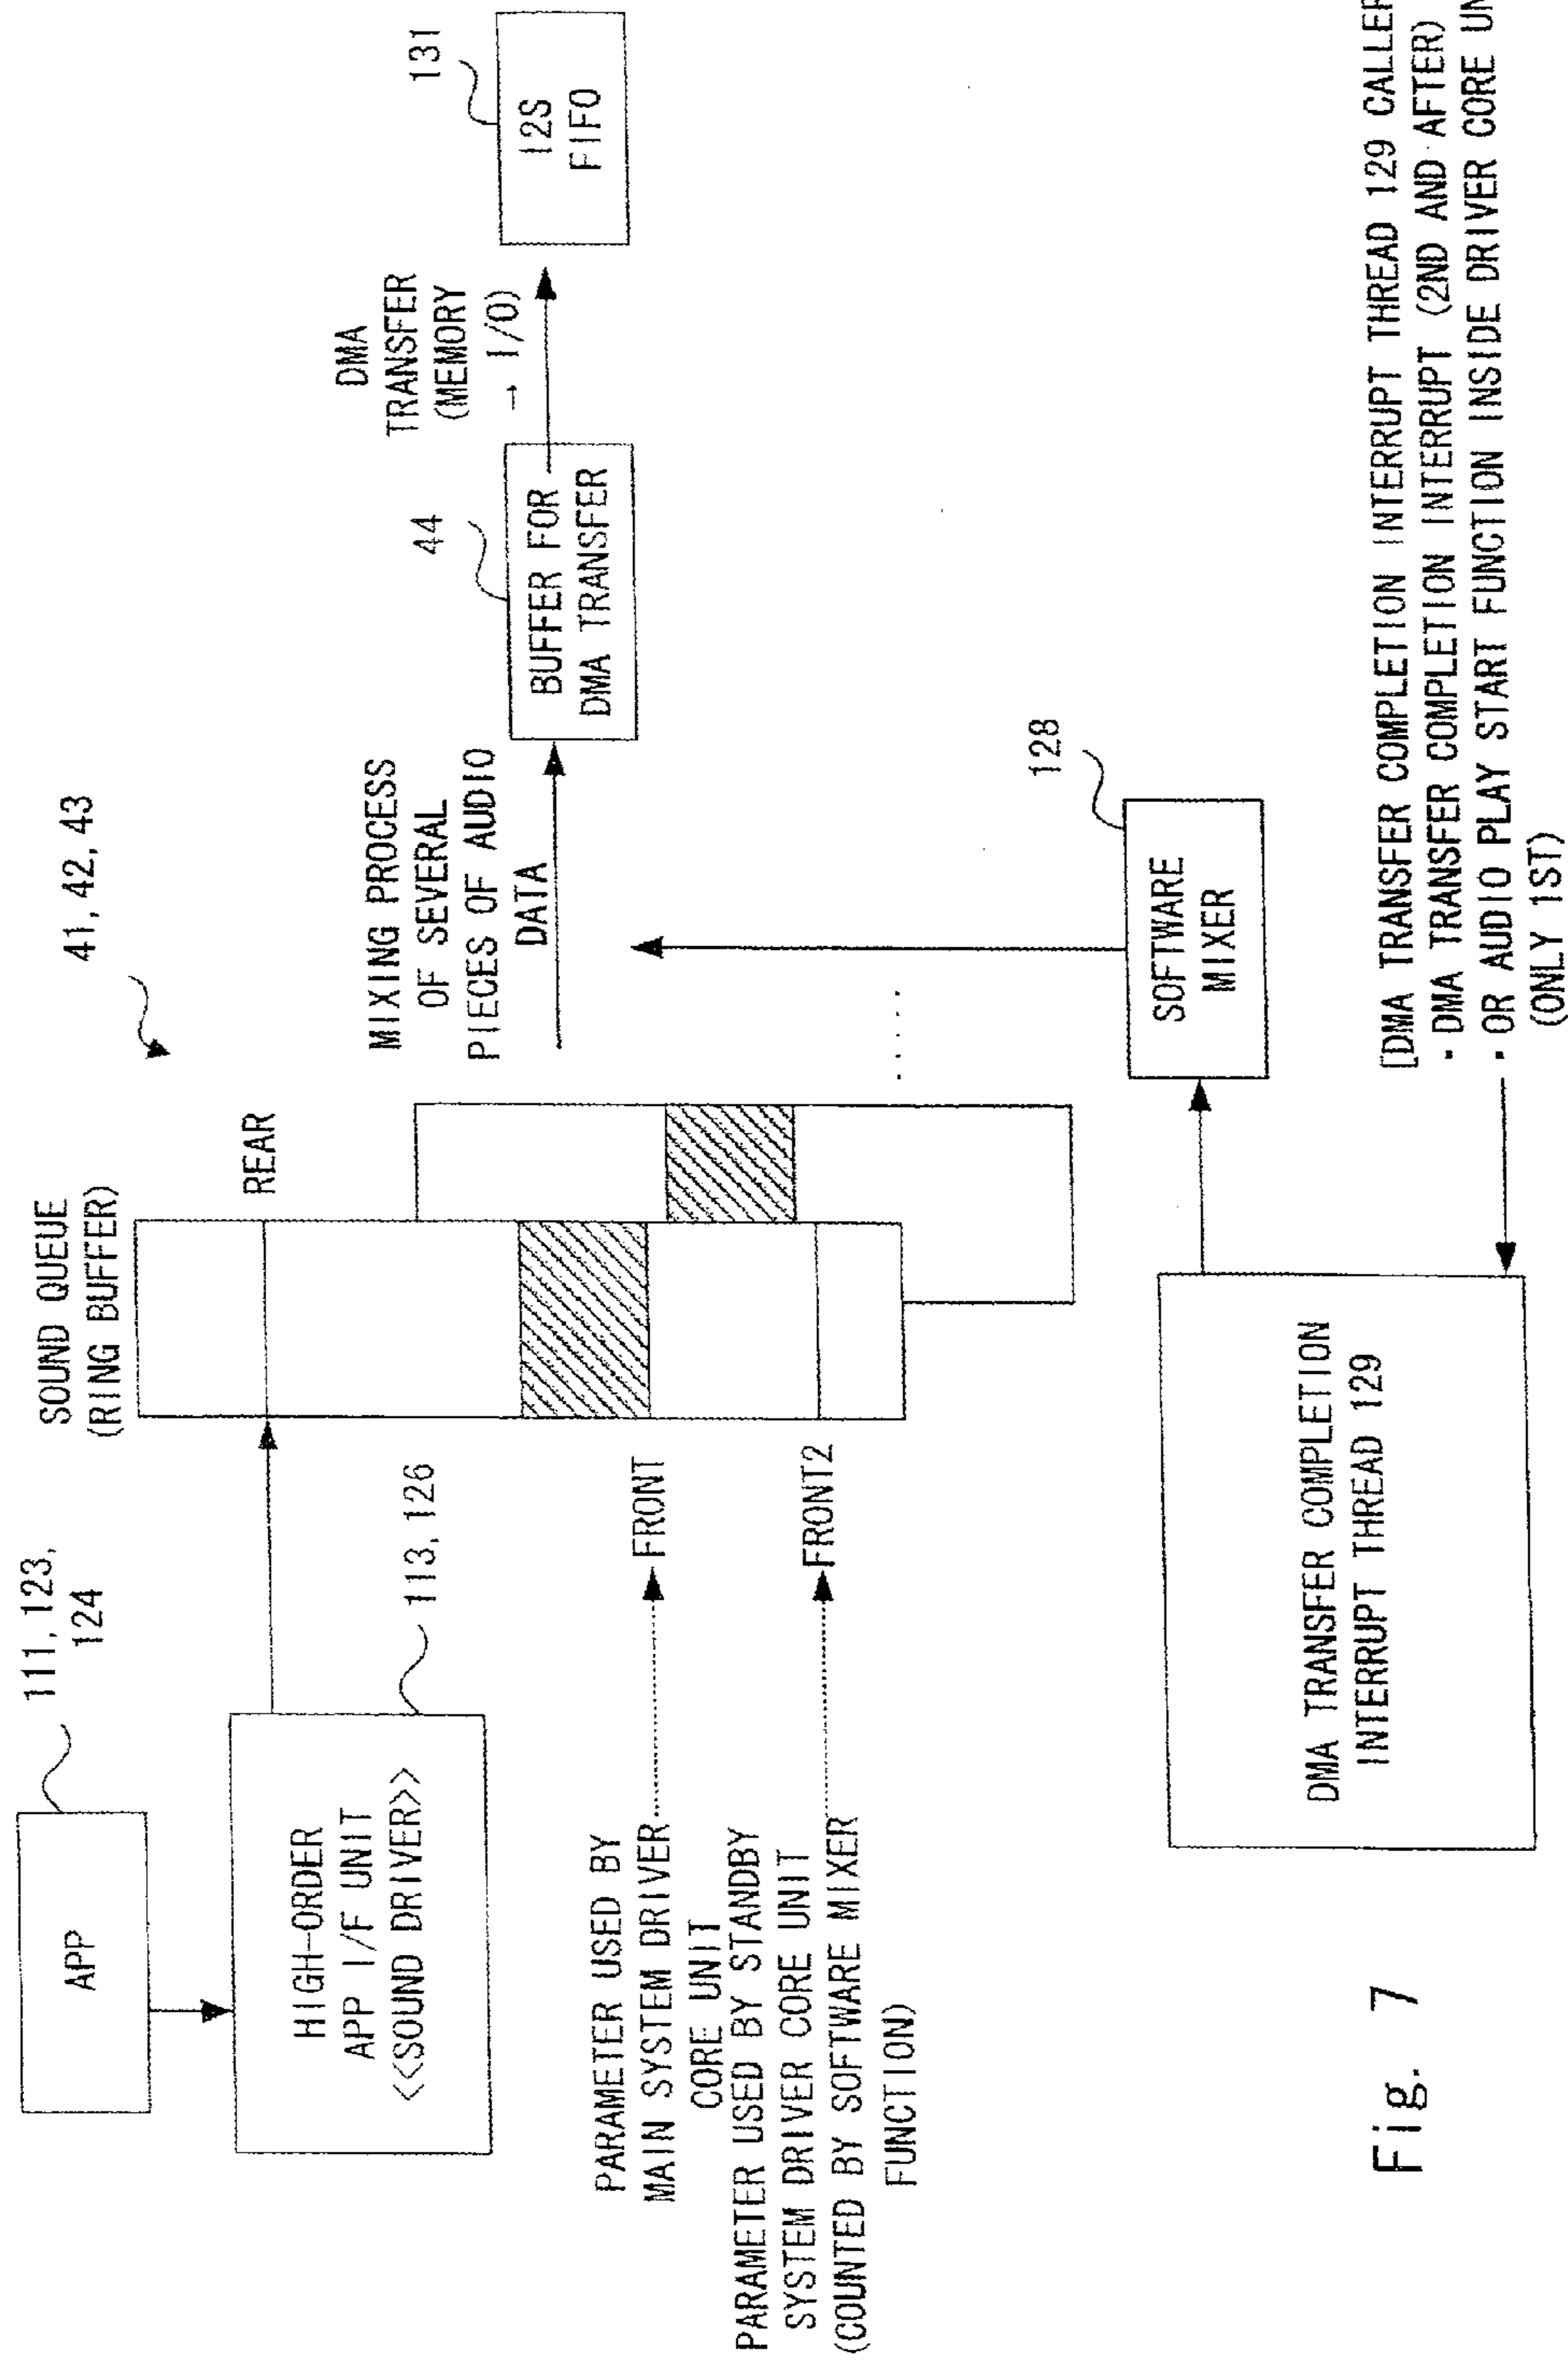 111, 123,
124
APP
HIGH-ORDER
APP I/F UNIT
<<SOUND DRIVER>>
113, 126
SOUND QUEUE
(RING BUFFER)
REAR
41, 42, 43
PARAMETER USED BY
MAIN SYSTEM DRIVER
CORE UNIT
FRONT
PARAMETER USED BY STANDBY
SYSTEM DRIVER CORE UNIT
(COUNTED BY SOFTWARE MIXER
FUNCTION)
FRONT2
MIXING PROCESS
OF SEVERAL
PIECES OF AUDIO
DATA
44
BUFFER FOR
DMA TRANSFER
DMA
TRANSFER
(MEMORY
→ I/O)
131
I2S
FIFO
128
SOFTWARE
MIXER
DMA TRANSFER COMPLETION
INTERRUPT THREAD 129
[DMA TRANSFER COMPLETION INTERRUPT THREAD 129 CALLER
・DMA TRANSFER COMPLETION INTERRUPT (2ND AND AFTER)
・OR AUDIO PLAY START FUNCTION INSIDE DRIVER CORE
(ONLY 1ST)
Fig. 7